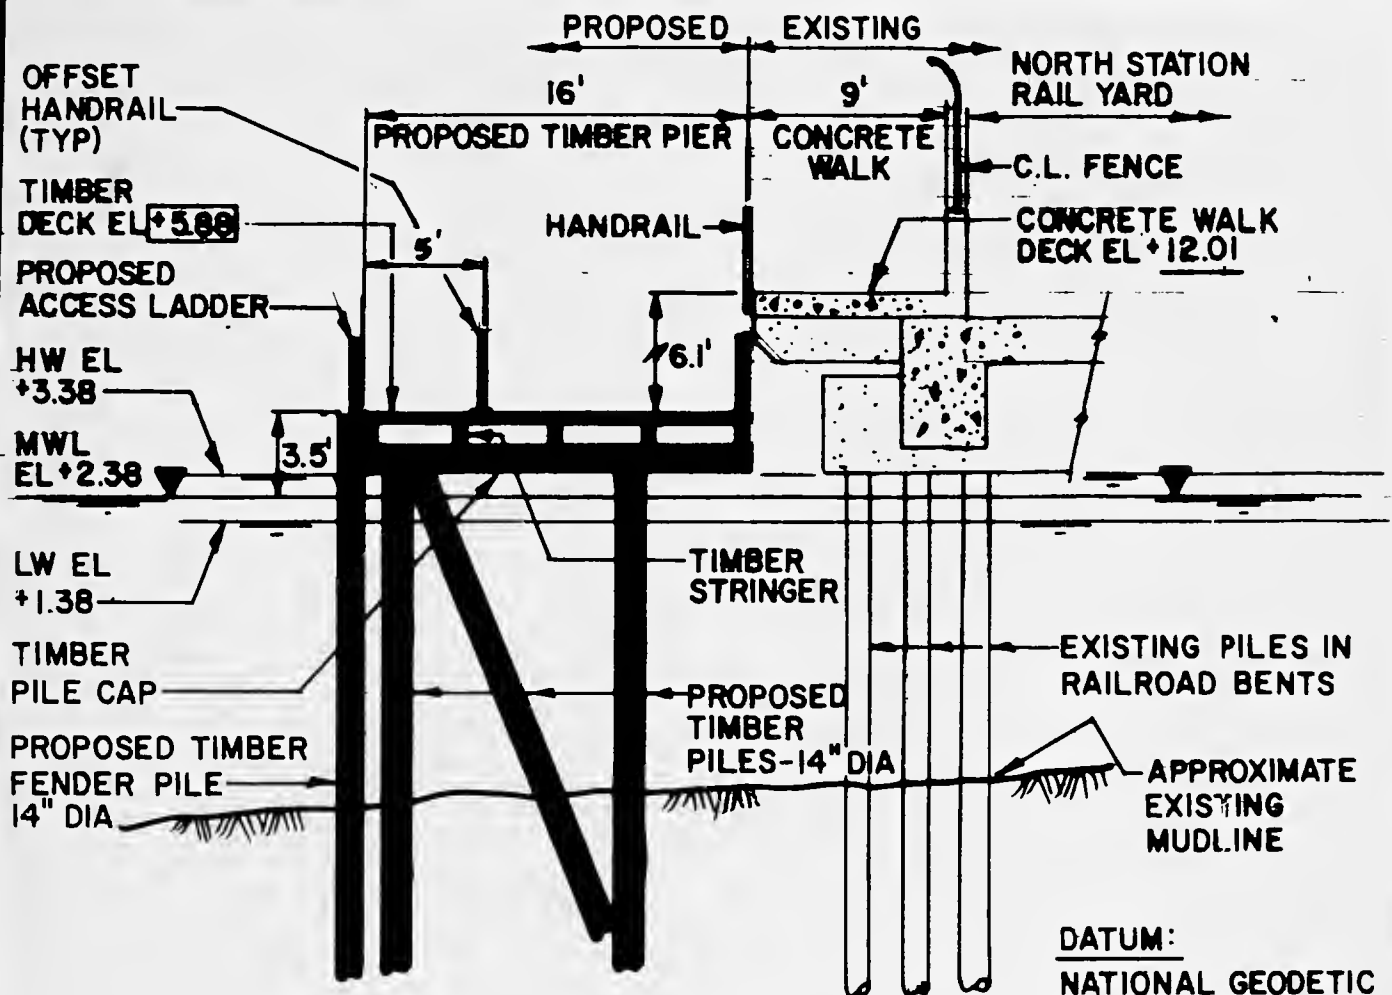 PROPOSED EXISTING
OFFSET
HANDRAIL
(TYP)
16'
PROPOSED TIMBER PIER
9'
CONCRETE
WALK
NORTH STATION
RAIL YARD
C.L. FENCE
TIMBER
DECK EL +5.88
5'
HANDRAIL
CONCRETE WALK
DECK EL +12.01
PROPOSED
ACCESS LADDER
6.1'
HW EL
+3.38
3.5'
MWL
EL +2.38
LW EL
+1.38
TIMBER
STRINGER
TIMBER
PILE CAP
EXISTING PILES IN
RAILROAD BENTS
PROPOSED
TIMBER
PILES-14" DIA
PROPOSED TIMBER
FENDER PILE
14" DIA
APPROXIMATE
EXISTING
MUDLINE
DATUM:
NATIONAL GEODETIC